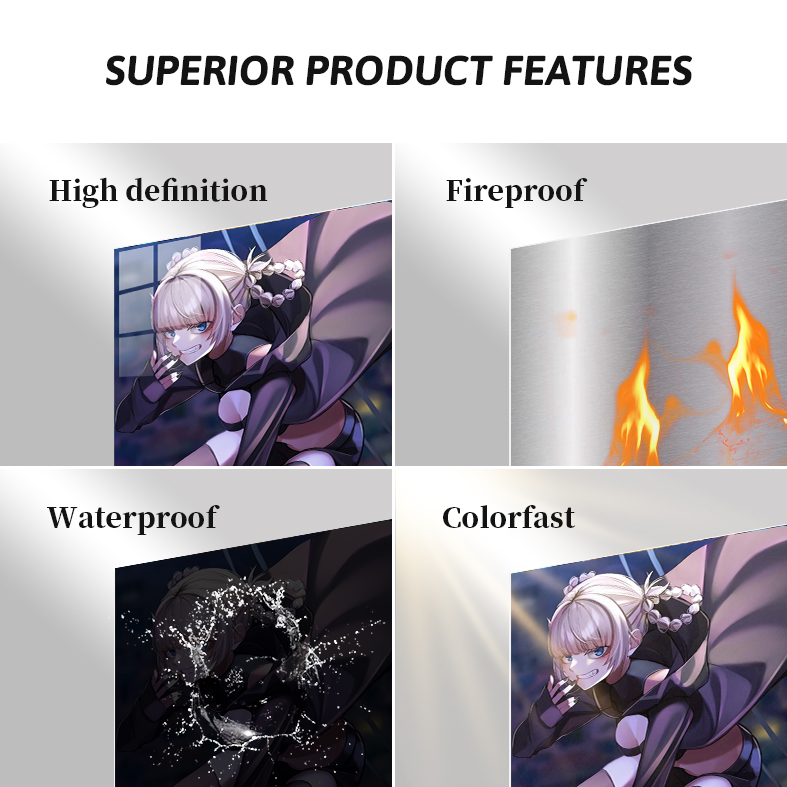 SUPERIOR PRODUCT FEATURES
High definition
Fireproof
Waterproof
Colorfast